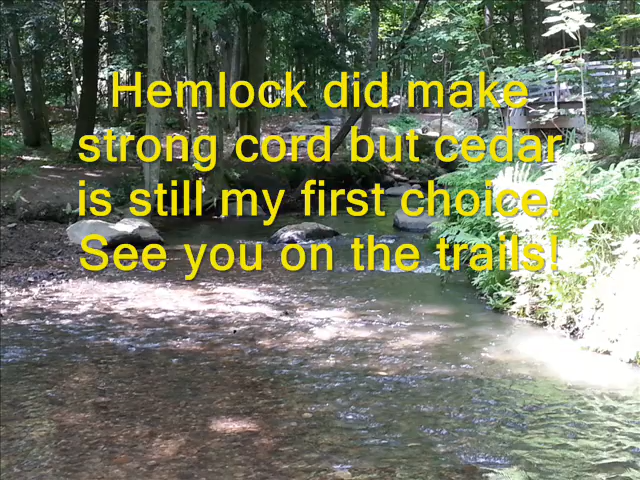 Hemlock did make
strong cord but cedar
is still my first choice.
See you on the trails!